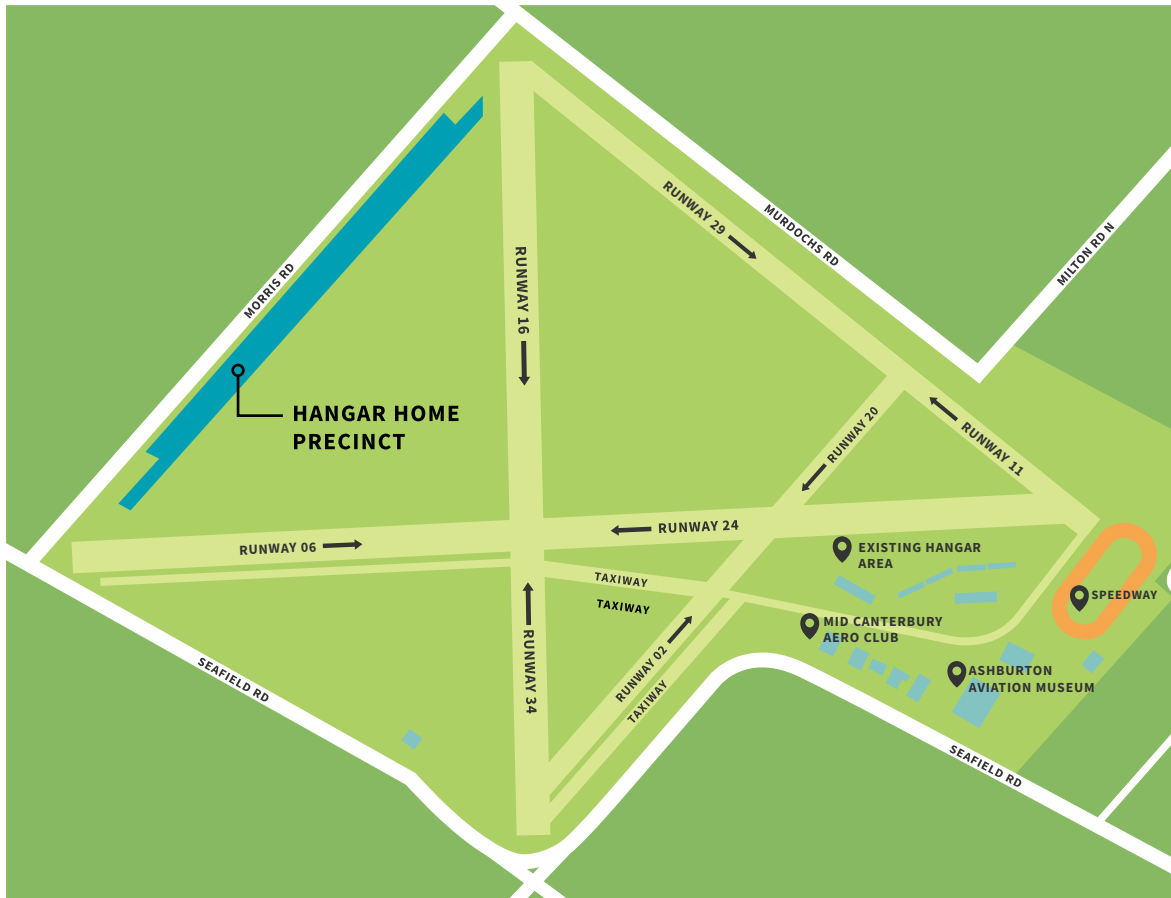 RUNWAY 29
MURDOCHS RD
MILTON RD N
MORRIS RD
RUNWAY 16
HANGAR HOME
PRECINCT
RUNWAY 20
RUNWAY 11
RUNWAY 06
RUNWAY 24
EXISTING HANGAR
AREA
TAXIWAY
TAXIWAY
SPEEDWAY
MID CANTERBURY
AERO CLUB
RUNWAY 34
RUNWAY 02
TAXIWAY
ASHBURTON
AVIATION MUSEUM
SEAFIELD RD
SEAFIELD RD